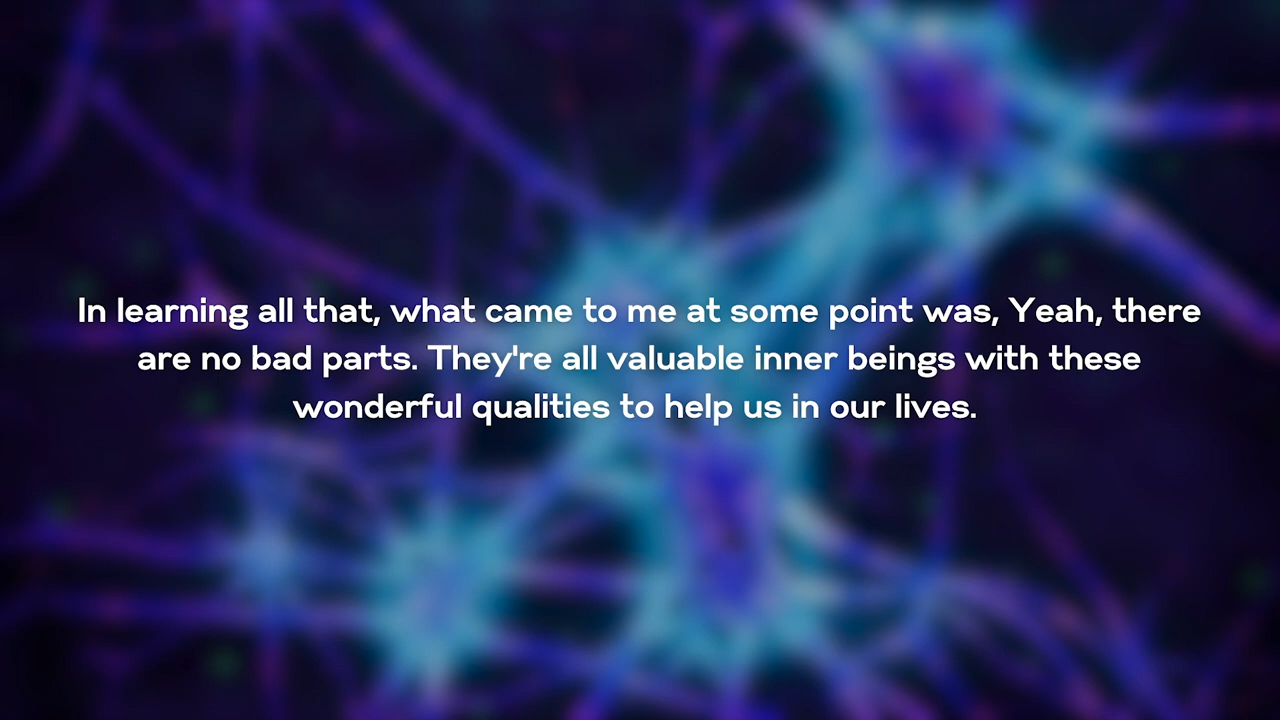 In learning all that, what came to me at some point was, Yeah, there
are no bad parts. They're all valuable inner beings with these
wonderful qualities to help us in our lives.